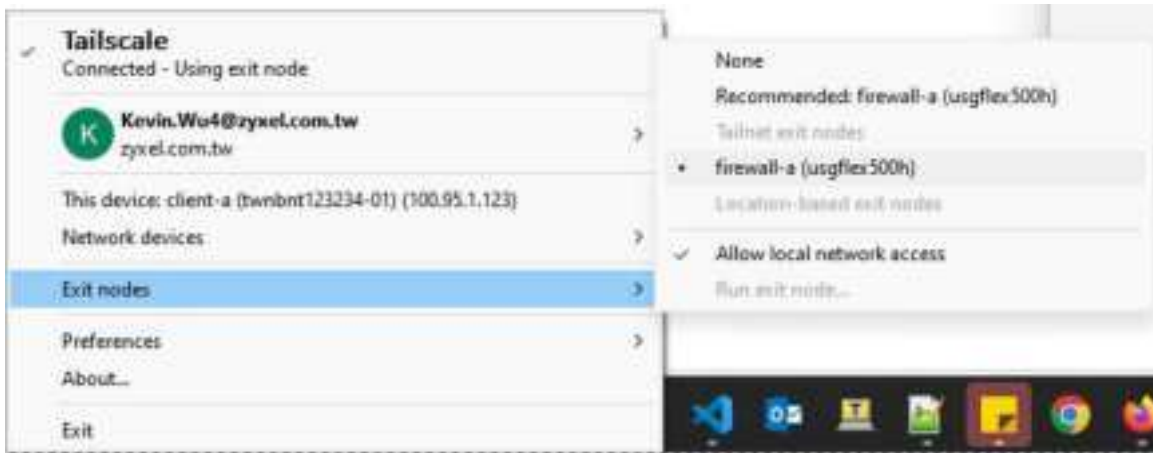 Tailscale
Connected - Using exit node
K
Kevin.Wu4@zyxel.com.tw
zyxel.com.tw
This device: client-a (twnbnt123234-01) (100.95.1.123)
Network devices
Exit nodes
Preferences
About...
Exit
None
Recommended: firewall-a (usgflex500h)
Tailnet exit nodes
firewall-a (usgflex500h)
Location-based exit nodes
Allow local network access
Run exit node...
T